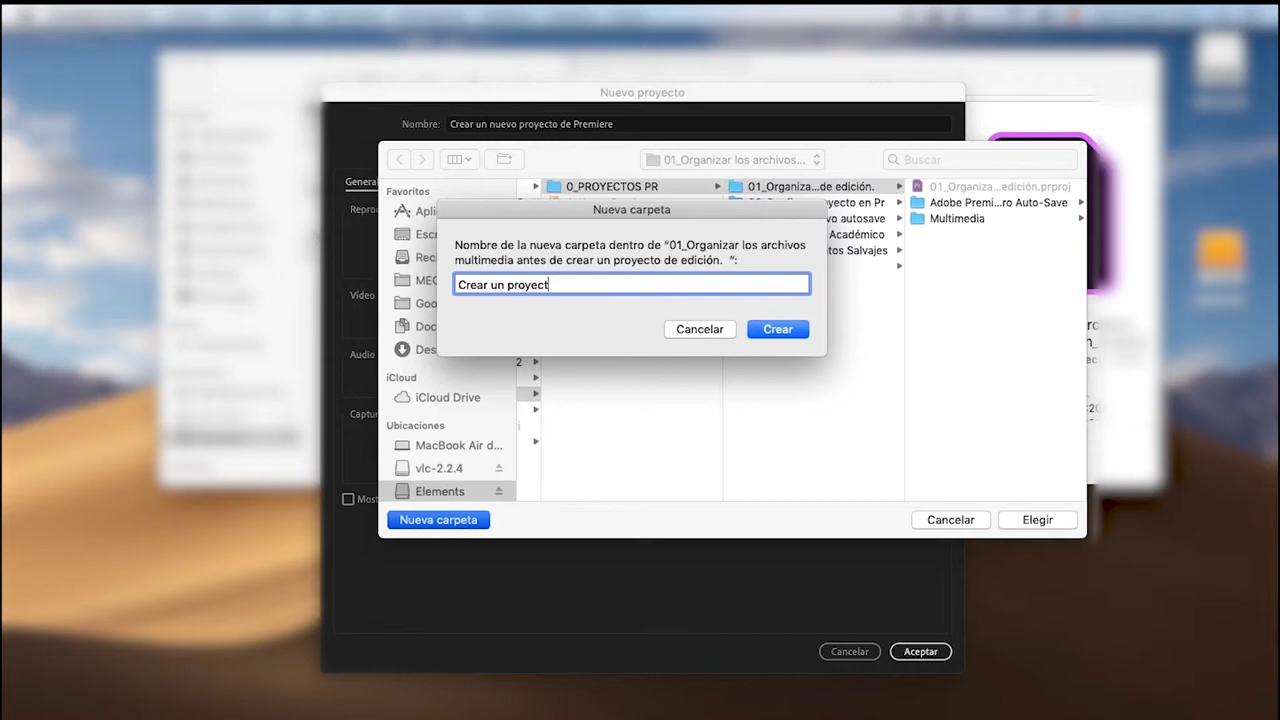 Nuevo proyecto
Nombre: Crear un nuevo proyecto de Premiere
01_Organizar los archivos...
Buscar
General
Favoritos
0_PROYECTOS PR
01_Organiza...de edición.
01_Organiza...edición.prproj
Adobe Premi...ro Auto-Save
Multimedia
Nueva carpeta
Nombre de la nueva carpeta dentro de “01_Organizar los archivos
multimedia antes de crear un proyecto de edición.  ”:
Crear un proyect
Cancelar
Crear
yecto en Pr
vo autosave
Académico
tos Salvajes
Vídeo
Audio
2
iCloud
iCloud Drive
Ubicaciones
MacBook Air d...
vlc-2.2.4
Elements
Nueva carpeta
Cancelar
Elegir
Cancelar
Aceptar